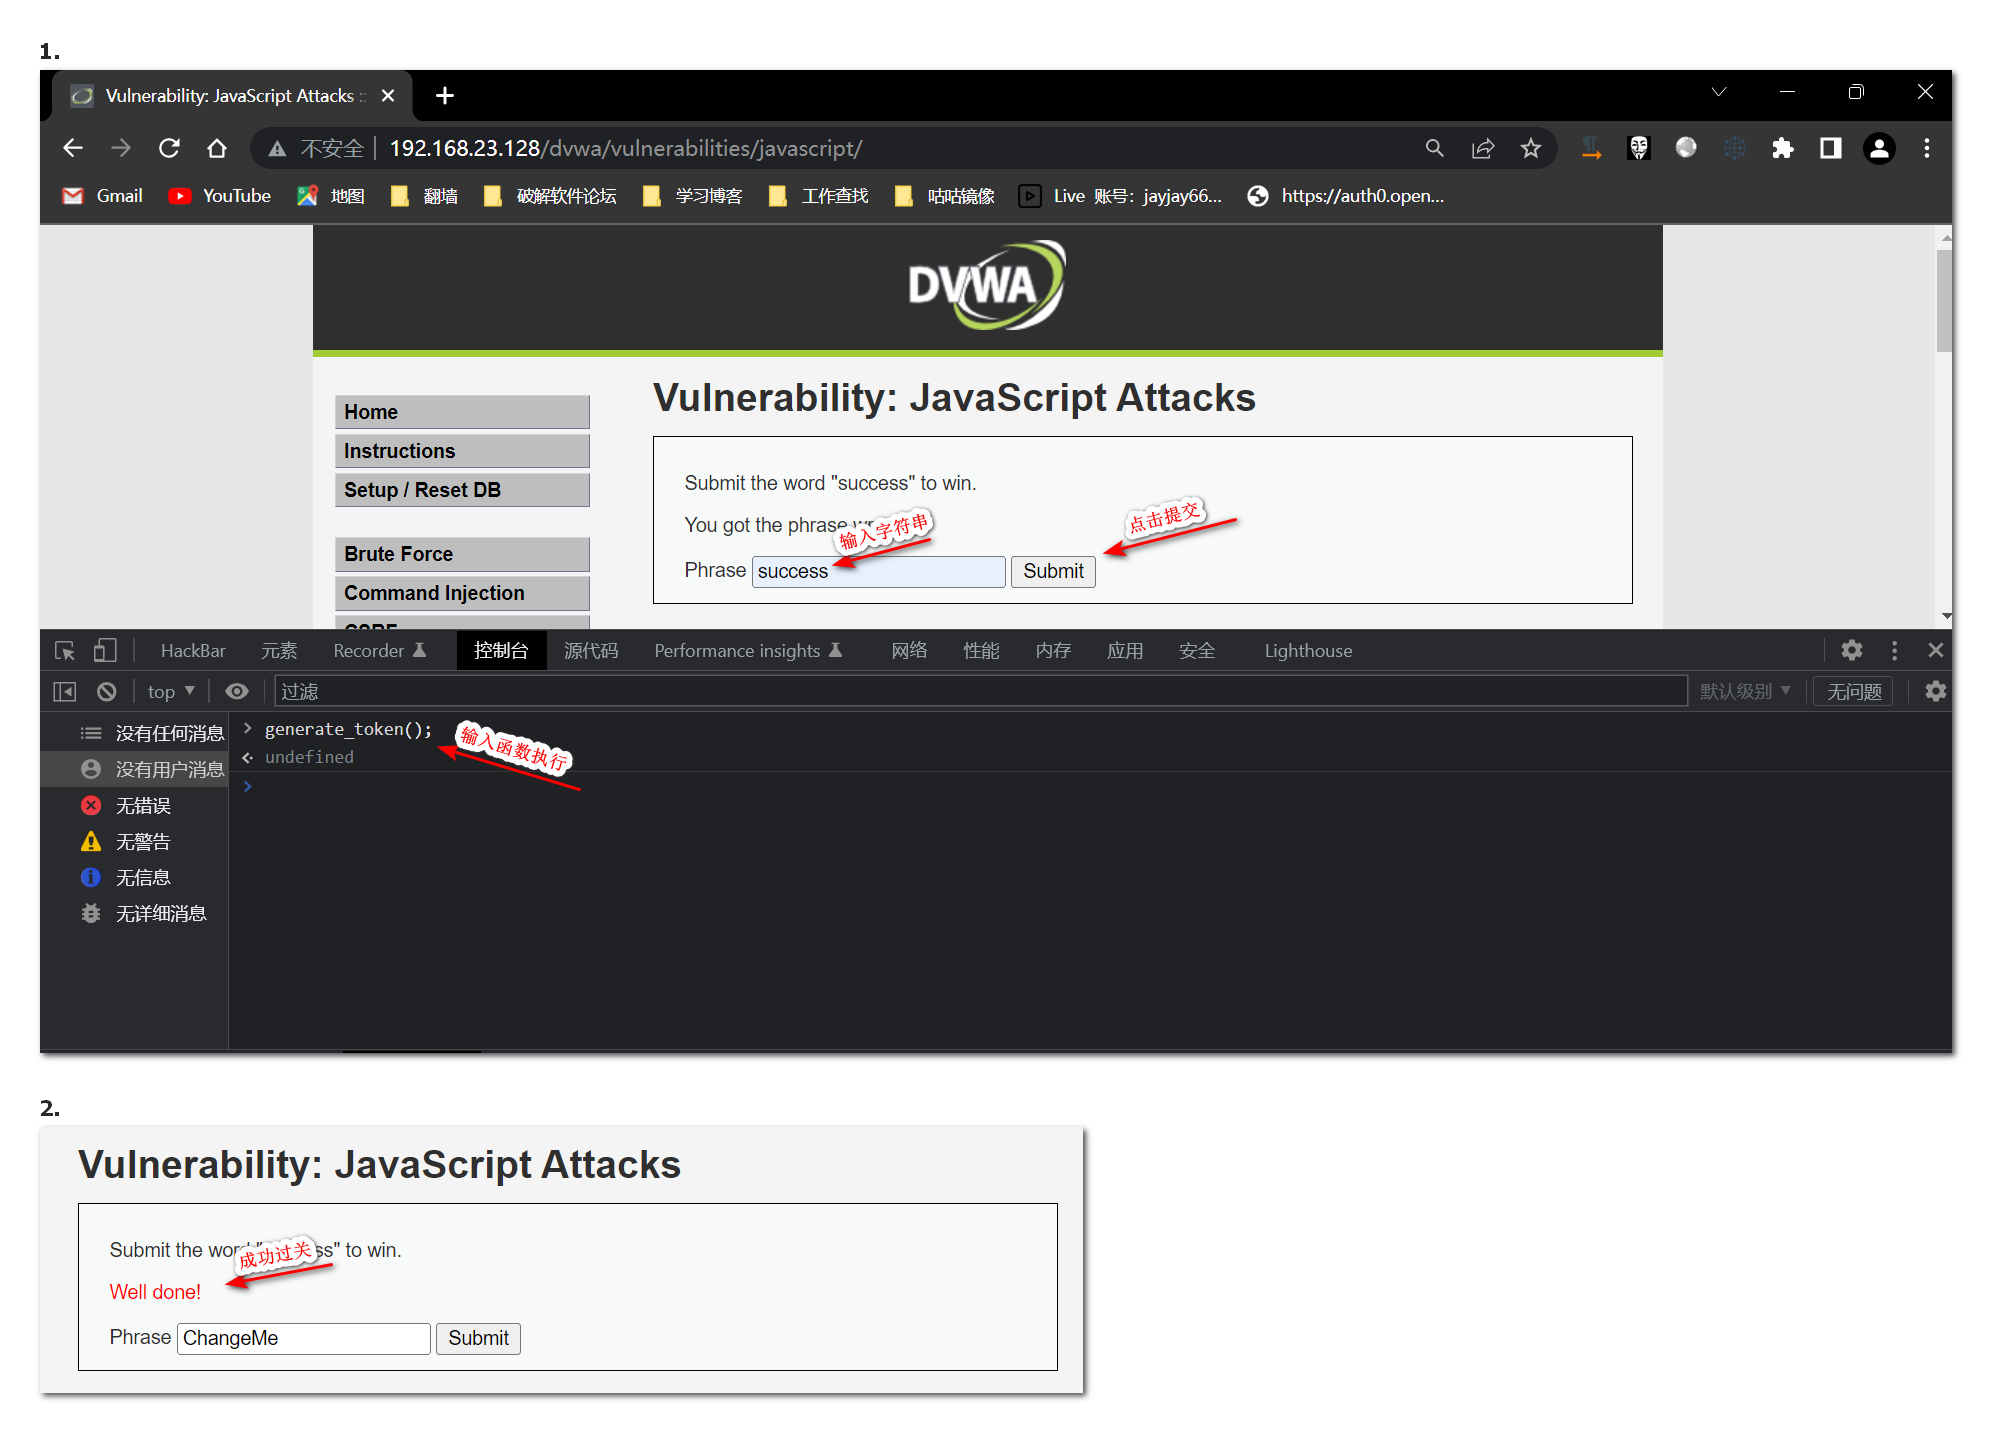 1.
Vulnerability: JavaScript Attacks ::
不安全 | 192.168.23.128/dvwa/vulnerabilities/javascript/
Gmail YouTube 地图 翻墙 破解软件论坛 学习博客 工作查找 咕咕镜像 Live 账号：jayjay66... https://auth0.open...
DVWA
Vulnerability: JavaScript Attacks
Home
Instructions
Setup / Reset DB
Brute Force
Command Injection
CSRF
Submit the word "success" to win.
You got the phrase
输入字符串
点击提交
Phrase success Submit
HackBar 元素 Recorder 控制台 源代码 Performance insights 网络 性能 内存 应用 安全 Lighthouse
top 过滤 默认级别 无问题
没有任何消息
没有用户消息
无错误
无警告
无信息
无详细消息
generate_token();
undefined
输入函数执行
2.
Vulnerability: JavaScript Attacks
Submit the word "ss" to win.
成功过关
Well done!
Phrase ChangeMe Submit